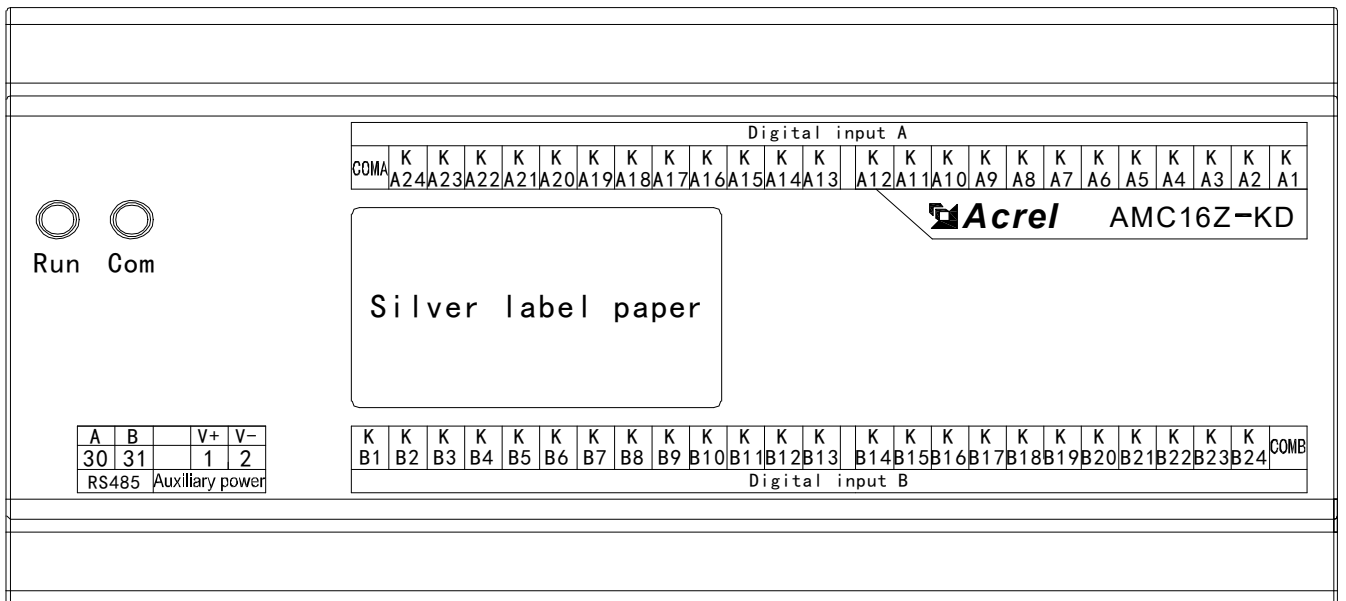 Digital input A
COMA K K K K K K K K K K K K K K K K K K K K K K K K
A24 A23 A22 A21 A20 A19 A18 A17 A16 A15 A14 A13 A12 A11 A10 A9 A8 A7 A6 A5 A4 A3 A2 A1
Acrel AMC16Z-KD
Run Com
Silver label paper
A B V+ V-
30 31 1 2
RS485 Auxiliary power
K K K K K K K K K K K K K K K K K K K K K K K K COMB
B1 B2 B3 B4 B5 B6 B7 B8 B9 B10 B11 B12 B13 B14 B15 B16 B17 B18 B19 B20 B21 B22 B23 B24
Digital input B